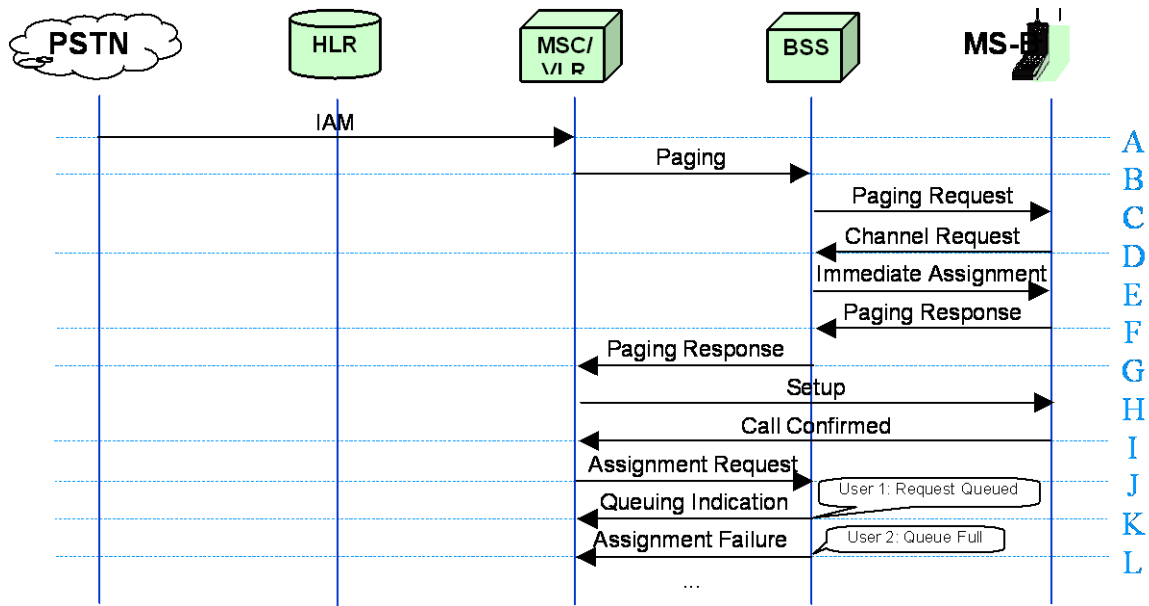 PSTN
HLR
MSC/
VLR
BSS
MS-B
IAM
A
Paging
B
Paging Request
C
Channel Request
D
Immediate Assignment
E
Paging Response
F
Paging Response
G
Setup
H
Call Confirmed
I
Assignment Request
J
User 1: Request Queued
Queuing Indication
K
User 2: Queue Full
Assignment Failure
L
...